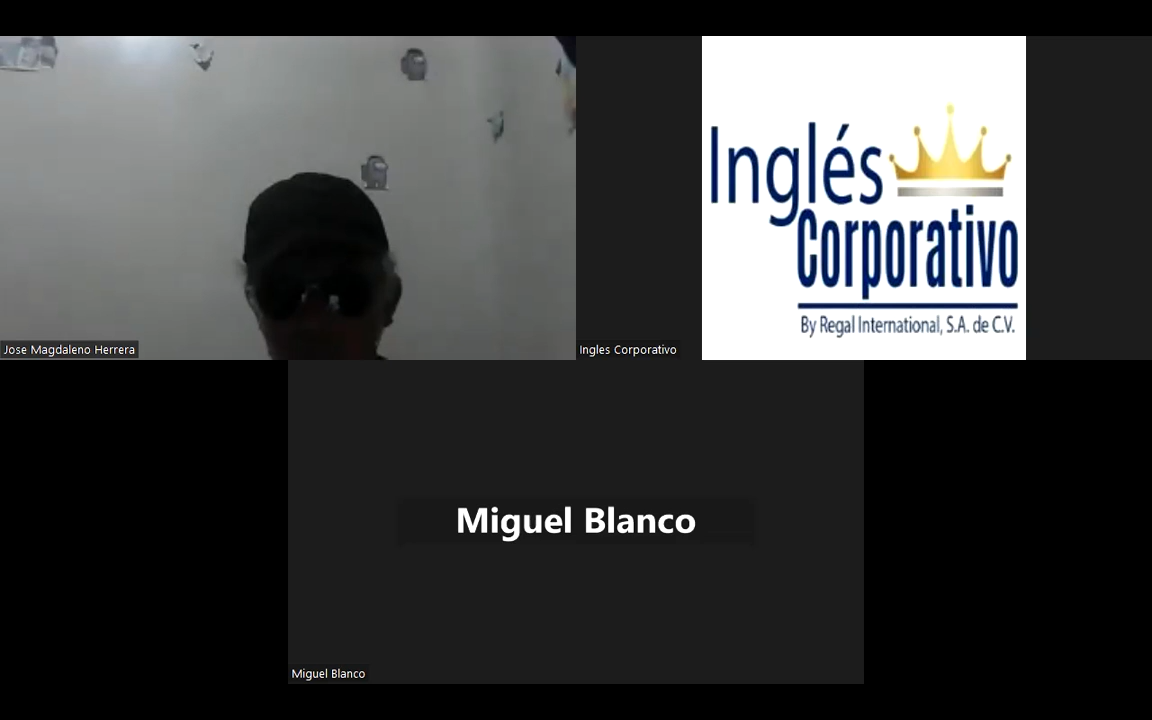 Inglés
Corporativo
By Regal International, S.A. de C.V.
Jose Magdaleno Herrera
Ingles Corporativo
Miguel Blanco
Miguel Blanco